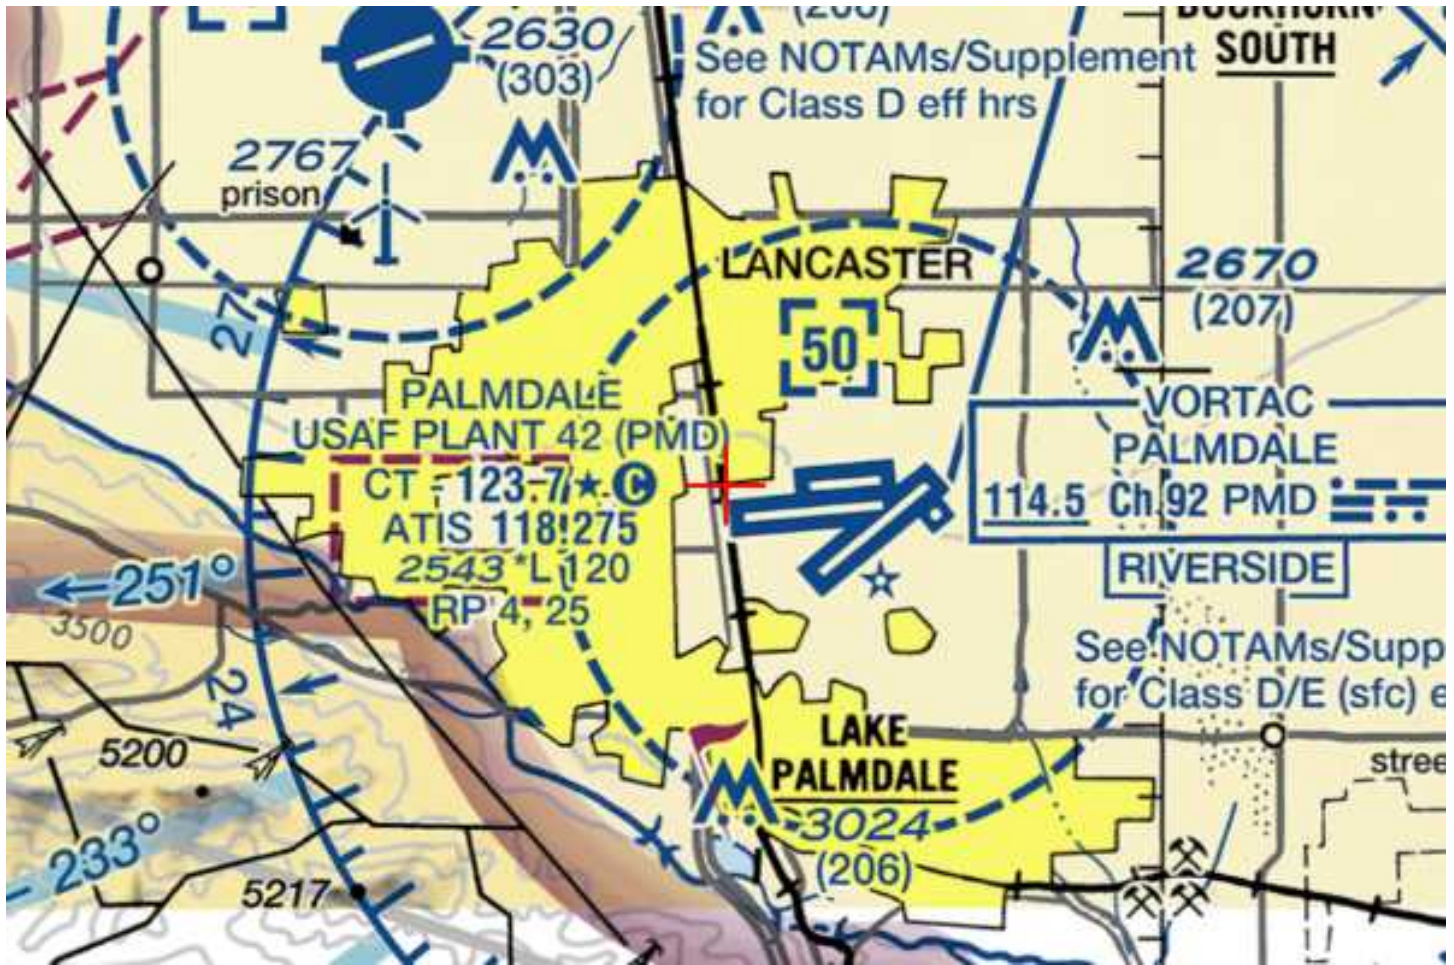 2630
(303)
See NOTAMs/Supplement
for Class D eff hrs
SOUTH
2767
prison
27
LANCASTER
50
2670
(207)
PALMDALE
USAF PLANT 42 (PMD)
CT - 123.7 ★ C
ATIS 118.275
2543 *L 120
RP 4, 25
VORTAC
PALMDALE
114.5 Ch 92 PMD
RIVERSIDE
See NOTAMs/Supp
for Class D/E (sfc) e
251°
3500
24
5200
233°
5217
LAKE
PALMDALE
3024
(206)